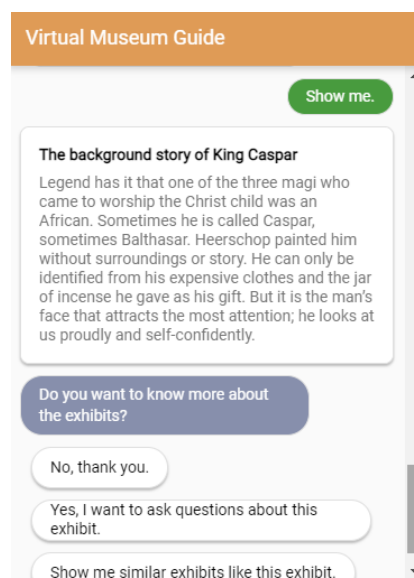 Virtual Museum Guide
Show me.
The background story of King Caspar
Legend has it that one of the three magi who
came to worship the Christ child was an
African. Sometimes he is called Caspar,
sometimes Balthasar. Heerschop painted him
without surroundings or story. He can only be
identified from his expensive clothes and the jar
of incense he gave as his gift. But it is the man's
face that attracts the most attention; he looks at
us proudly and self-confidently.
Do you want to know more about
the exhibits?
No, thank you.
Yes, I want to ask questions about this
exhibit.
Show me similar exhibits like this exhibit.